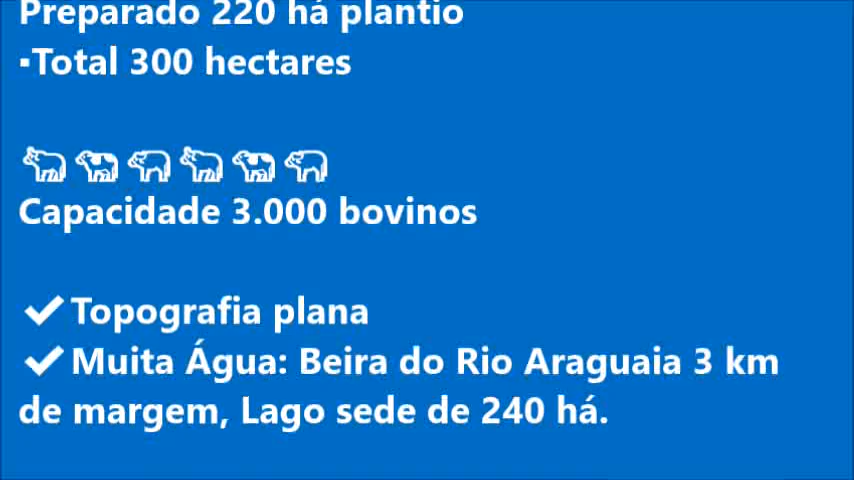 Preparado 220 há plantio
▪Total 300 hectares
Capacidade 3.000 bovinos
✔Topografia plana
✔Muita Água: Beira do Rio Araguaia 3 km
de margem, Lago sede de 240 há.